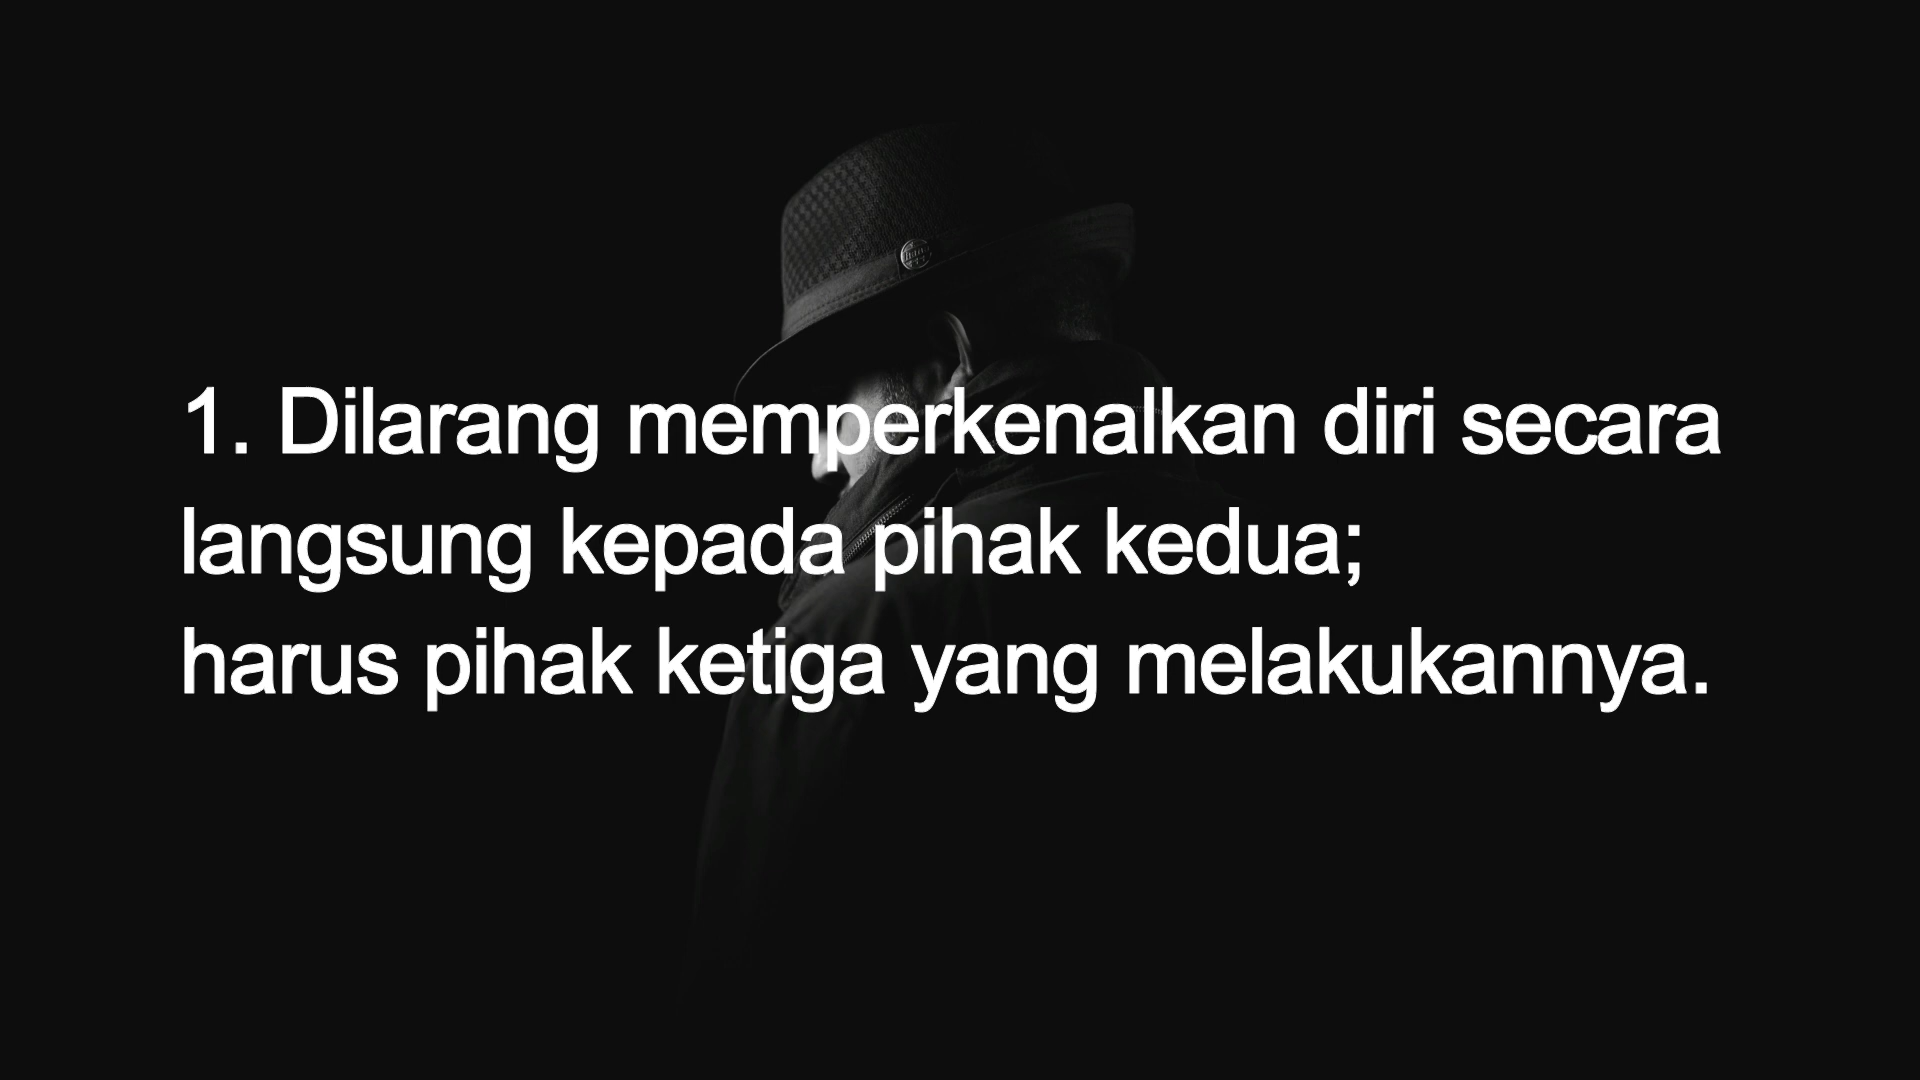 1. Dilarang memperkenalkan diri secara
langsung kepada pihak kedua;
harus pihak ketiga yang melakukannya.